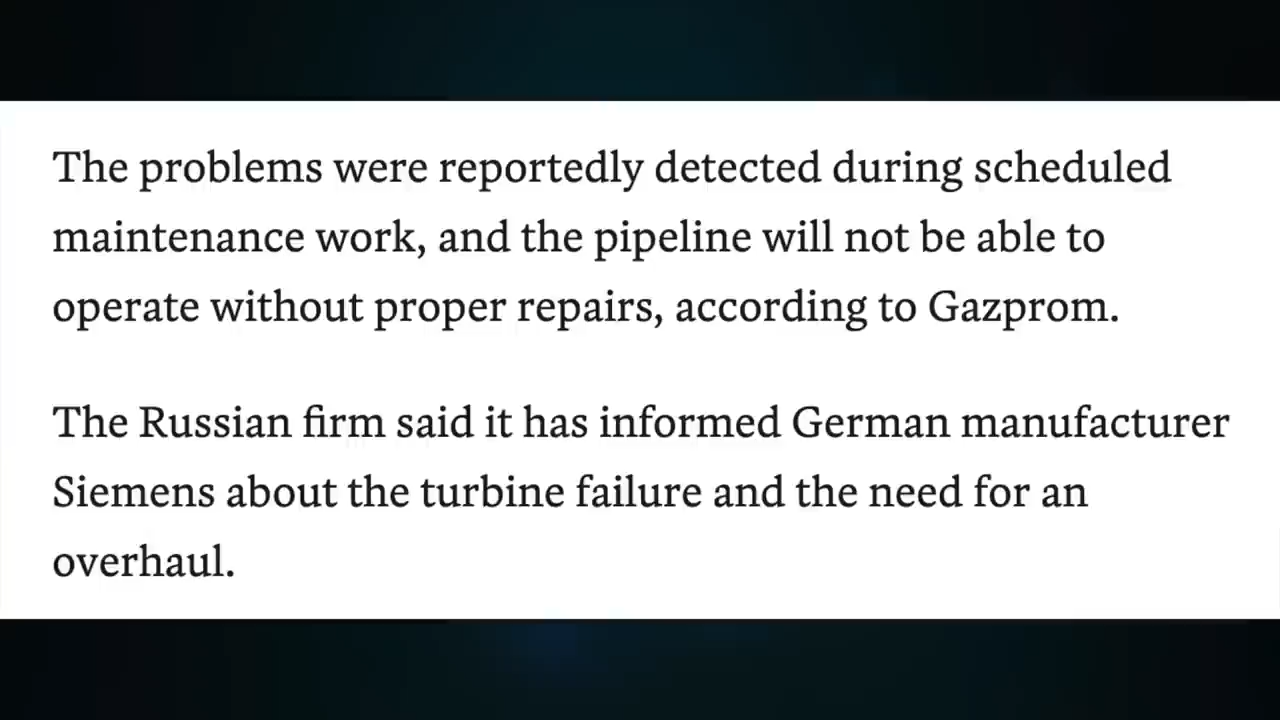 The problems were reportedly detected during scheduled
maintenance work, and the pipeline will not be able to
operate without proper repairs, according to Gazprom.
The Russian firm said it has informed German manufacturer
Siemens about the turbine failure and the need for an
overhaul.